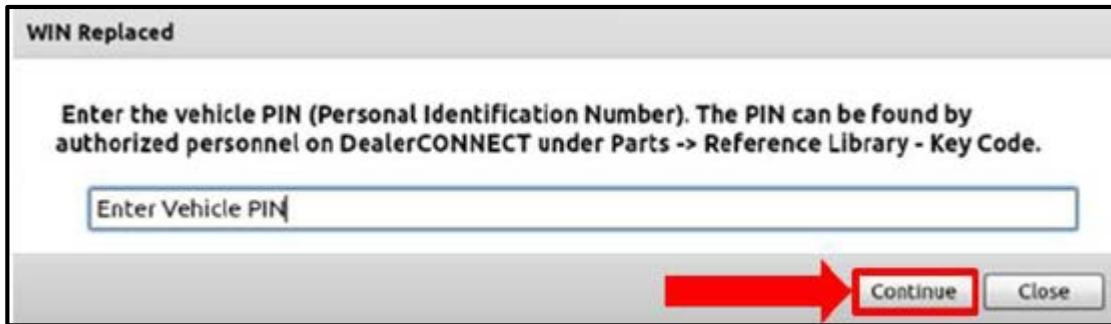 WIN Replaced
Enter the vehicle PIN (Personal Identification Number). The PIN can be found by
authorized personnel on DealerCONNECT under Parts -> Reference Library - Key Code.
Enter Vehicle PIN
Continue Close